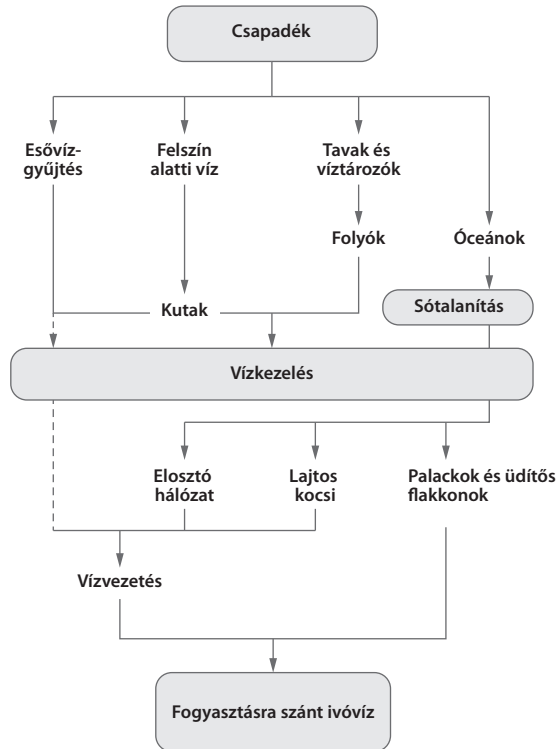 Csapadék
Esővíz-
gyűjtés
Felszín
alatti víz
Tavak és
víztározók
Folyók
Óceánok
Kutak
Sótalanítás
Vízkezelés
Elosztó
hálózat
Lajtos
kocsi
Palackok és üdítős
flakkonok
Vízvezetés
Fogyasztásra szánt ivóvíz